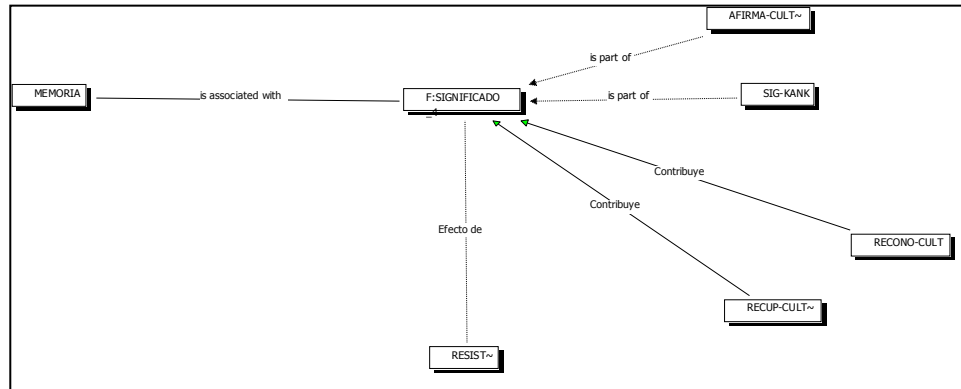 AFIRMA-CULT~
is part of
MEMORIA
is associated with
F:SIGNIFICADO
_4
is part of
SIG-KANK
Contribuye
Contribuye
Efecto de
RECONO-CULT
RECUP-CULT~
RESIST~